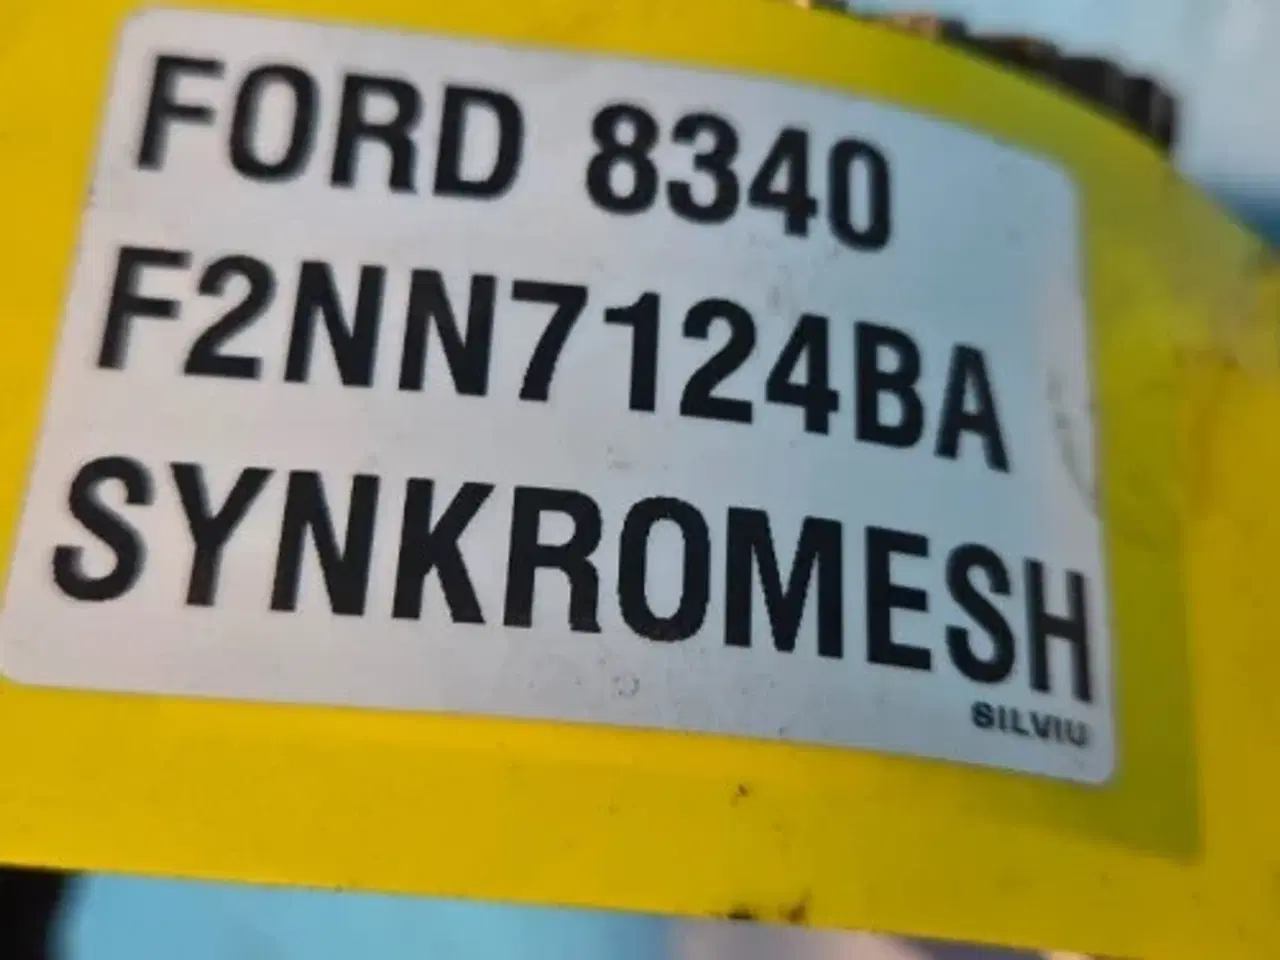 FORD 8340
F2NN7124BA
SYNKROMESH
SILVIU